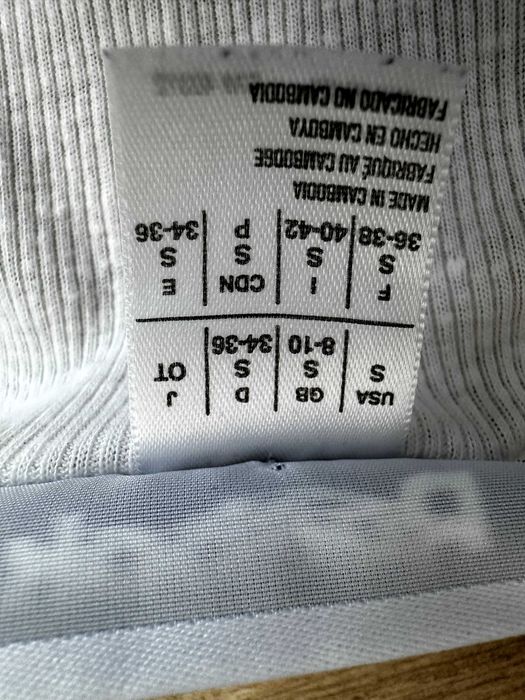 USA GB D J
S S S OT
8-10 34-36
F I CDN E
S S S S
36-38 40-42 P 34-36
MADE IN CAMBODIA
FABRIQUÉ AU CAMBODGE
HECHO EN CAMBOYA
FABRICADO NO CAMBODIA